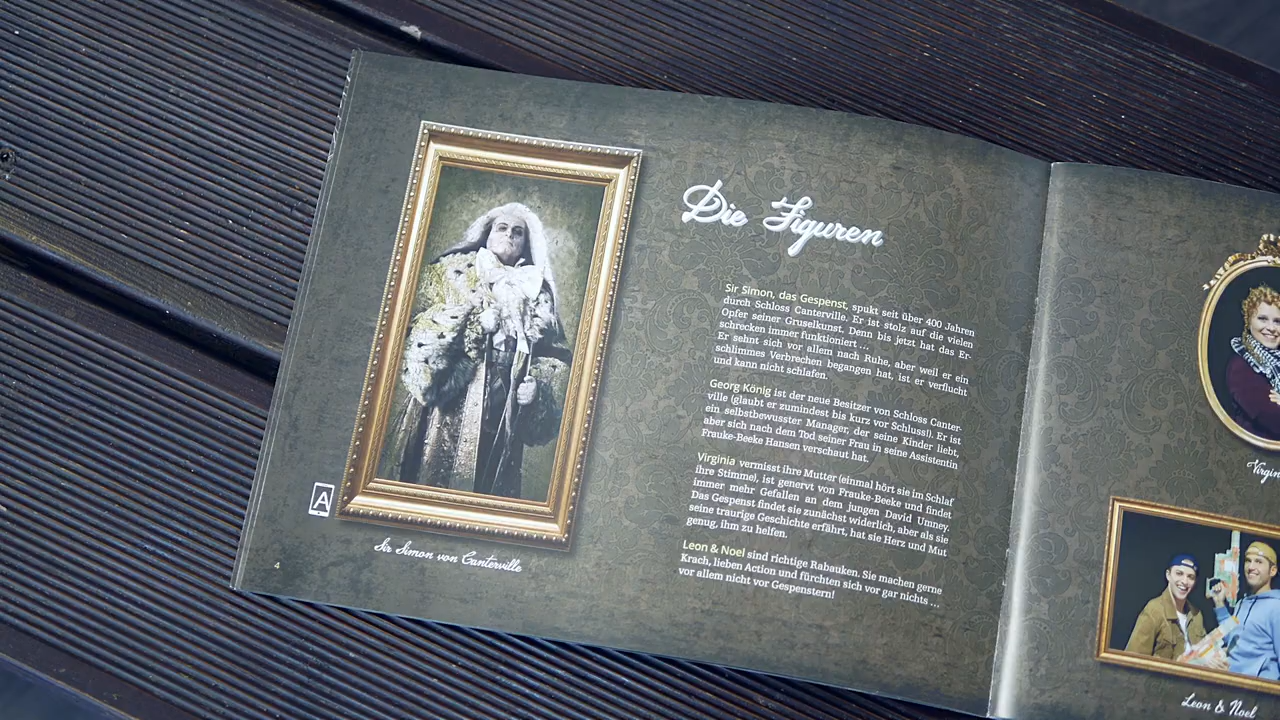 Die Figuren
Sir Simon, das Gespenst, spukt seit über 400 Jahren
durch Schloss Canterville. Er ist stolz auf die vielen
Opfer seiner Gruselkunst. Denn bis jetzt hat das Er-
schrecken immer funktioniert ...
Er sehnt sich vor allem nach Ruhe, aber weil er ein
schlimmes Verbrechen begangen hat, ist er verflucht
und kann nicht schlafen.
Georg König ist der neue Besitzer von Schloss Canter-
ville (glaubt er zumindest bis kurz vor Schluss!). Er ist
ein selbstbewusster Manager, der seine Kinder liebt,
aber sich nach dem Tod seiner Frau in seine Assistentin
Frauke-Beeke Hansen verschaut hat.
Virginia vermisst ihre Mutter (einmal hört sie im Schlaf
ihre Stimme), ist genervt von Frauke-Beeke und findet
immer mehr Gefallen an dem jungen David Umney.
Das Gespenst findet sie zunächst widerlich, aber als sie
seine traurige Geschichte erfährt, hat sie Herz und Mut
genug, ihm zu helfen.
Leon & Noel sind richtige Rabauken. Sie machen gerne
Krach, lieben Action und fürchten sich vor gar nichts ...
vor allem nicht vor Gespenstern!
A
Sir Simon von Canterville
4
Virgin
Leon & Noel